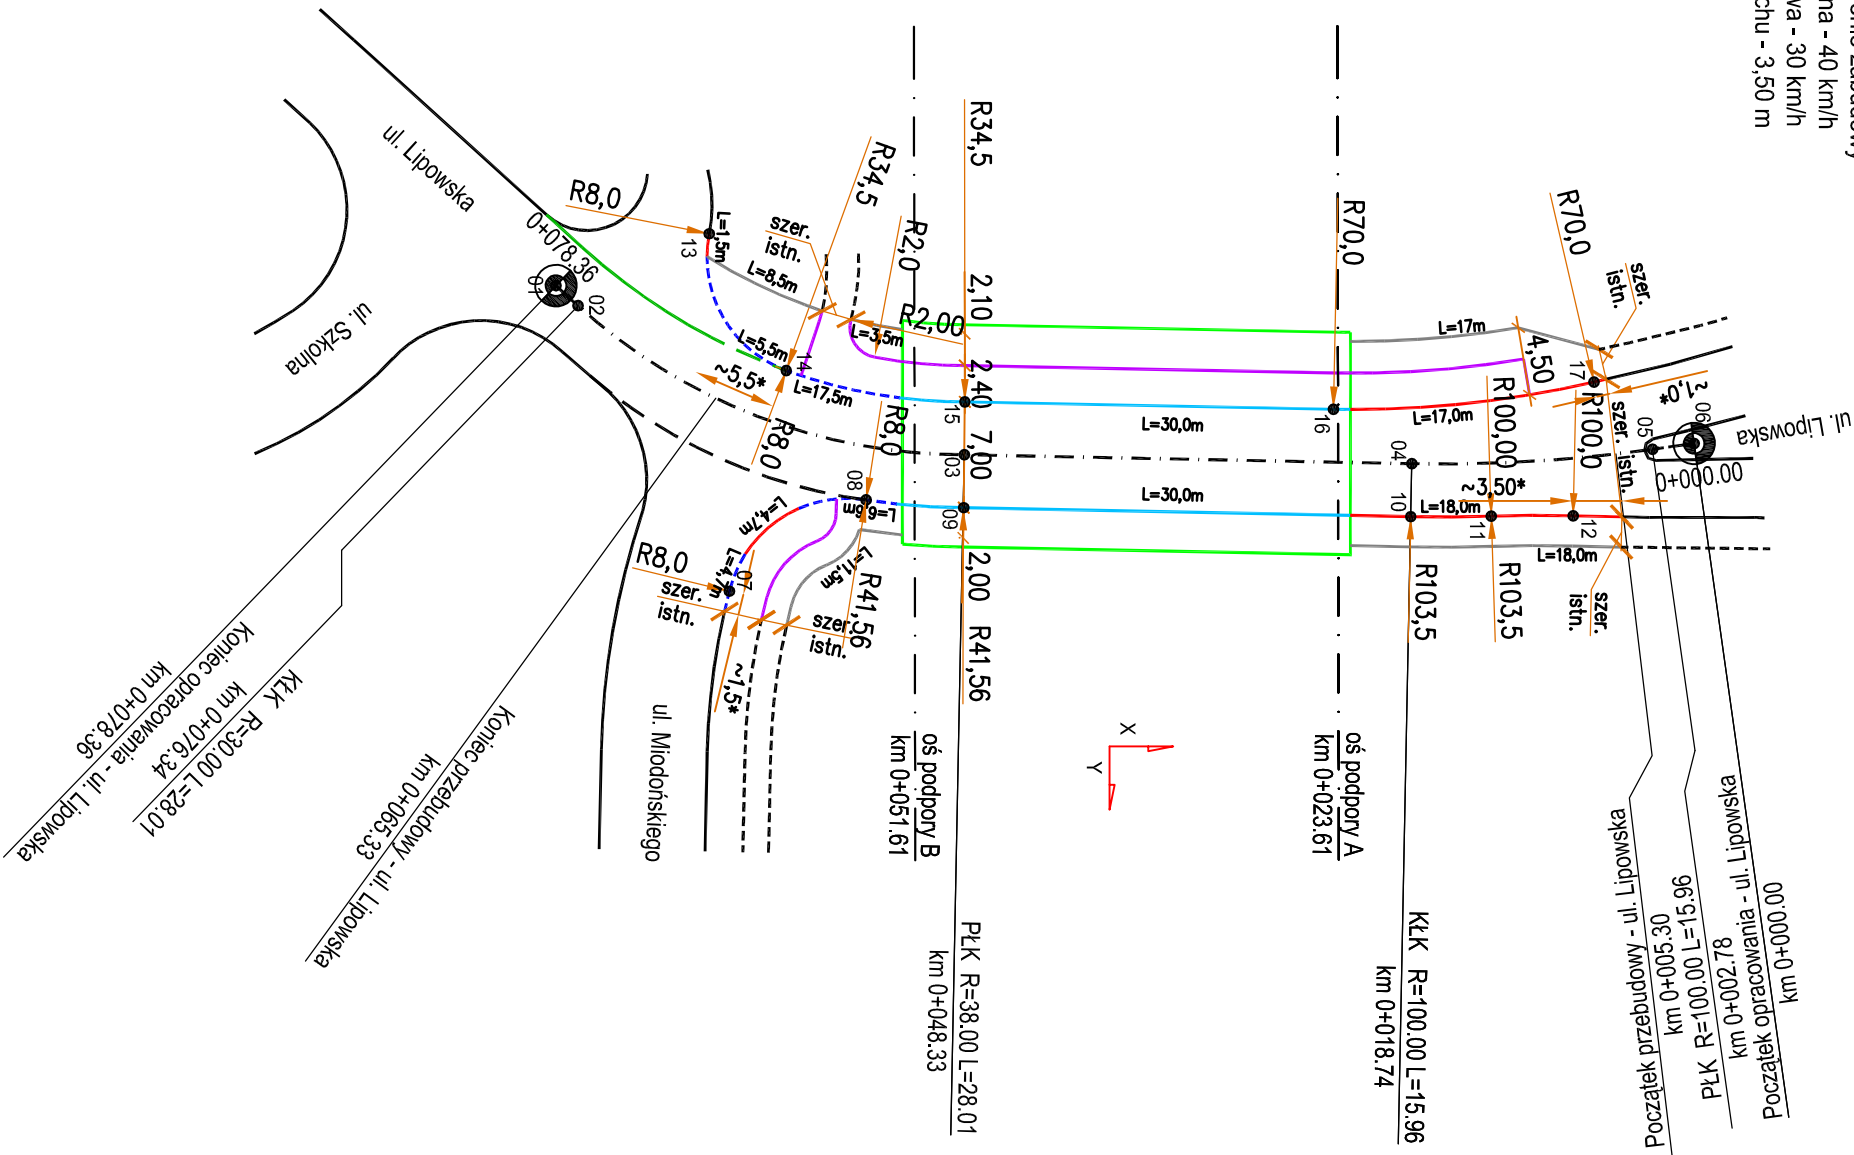 na - 40 km/h
wa - 30 km/h
chu - 3,50 m
ul. Lipowska
ul. Szkolna
0+078.36
01
02
R8,0
13
L=1,5m
L=8,5m
szer.
istn.
R34,5
R2,0
L=5,5m
14
~5,5*
L=17,5m
R8,0
R34,5
2,10
R2,00
L=3,5m
2,40
15
7,00
03
R8,0
08
L=6,6m
09
2,00
R41,56
R41,56
L=4,7m
L=4,7m
07
R8,0
szer.
istn.
L=11,5m
szer.
istn.
~1,5*
ul. Miodońskiego
L=30,0m
L=30,0m
R70,0
16
R70,0
szer.
istn.
L=17m
4,50
17
L=17,0m
R100,00
R100,0
~1,0*
szer. istn.
~3,50*
04
10
L=18,0m
11
12
L=18,0m
R103,5
R103,5
szer.
istn.
05
06
0+000.00
ul. Lipowska
X
Y
oś podpory B
km 0+051.61
oś podpory A
km 0+023.61
Koniec opracowania - ul. Lipowska
km 0+078.36
KŁK R=30.00 L=28.01
km 0+076.34
Koniec przebudowy - ul. Lipowska
km 0+065.33
PŁK R=38.00 L=28.01
km 0+048.33
KŁK R=100.00 L=15.96
km 0+018.74
Początek przebudowy - ul. Lipowska
km 0+005.30
PŁK R=100.00 L=15.96
km 0+002.78
Początek opracowania - ul. Lipowska
km 0+000.00